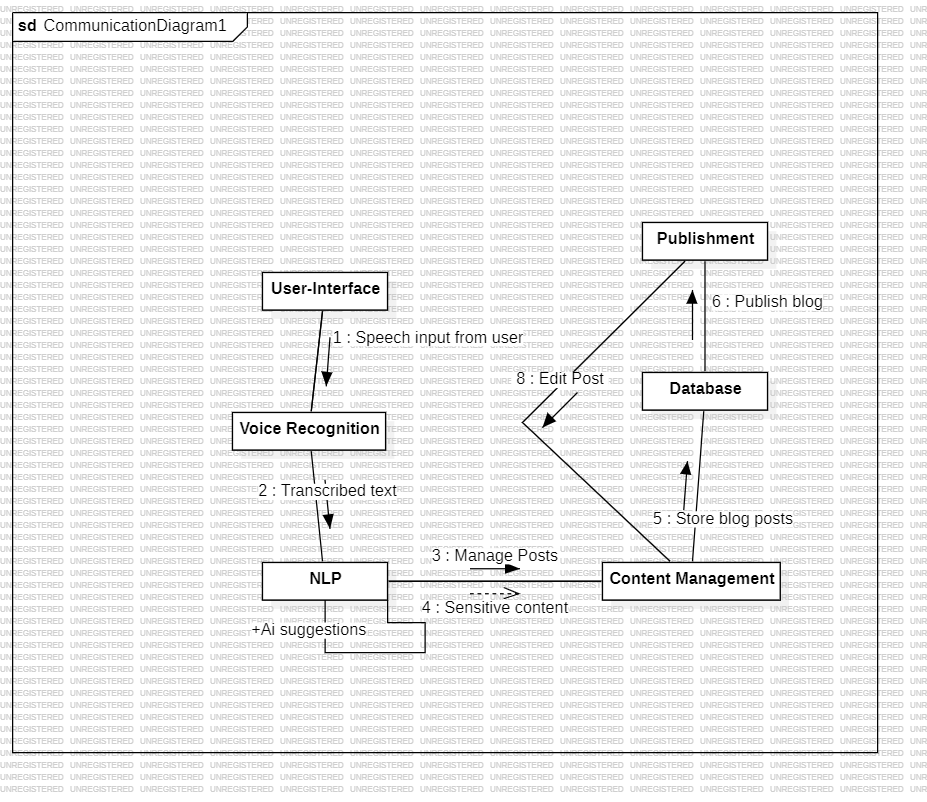 sd CommunicationDiagram1
Publishment
User-Interface
6 : Publish blog
1 : Speech input from user
8 : Edit Post
Database
Voice Recognition
2 : Transcribed text
5 : Store blog posts
3 : Manage Posts
NLP
Content Management
4 : Sensitive content
+Ai suggestions
UNREGISTERED